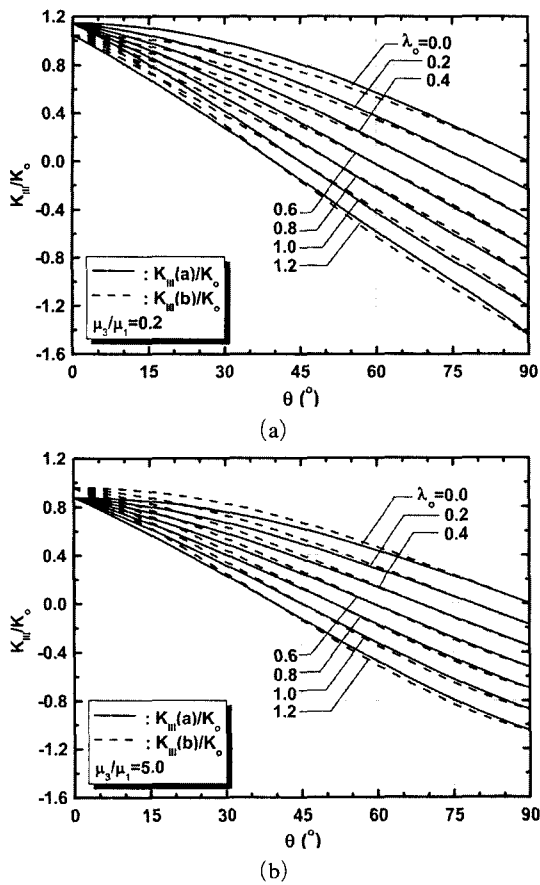 1.2
0.8
0.4
0.0
-0.4
-0.8
-1.2
-1.6
K_III/K_o
λ_o=0.0
0.2
0.4
0.6
0.8
1.0
1.2
: K_III(a)/K_o
: K_III(b)/K_o
μ_3/μ_1=0.2
0 15 30 45 60 75 90
θ (°)
(a)
1.2
0.8
0.4
0.0
-0.4
-0.8
-1.2
-1.6
K_III/K_o
λ_o=0.0
0.2
0.4
0.6
0.8
1.0
1.2
: K_III(a)/K_o
: K_III(b)/K_o
μ_3/μ_1=5.0
0 15 30 45 60 75 90
θ (°)
(b)